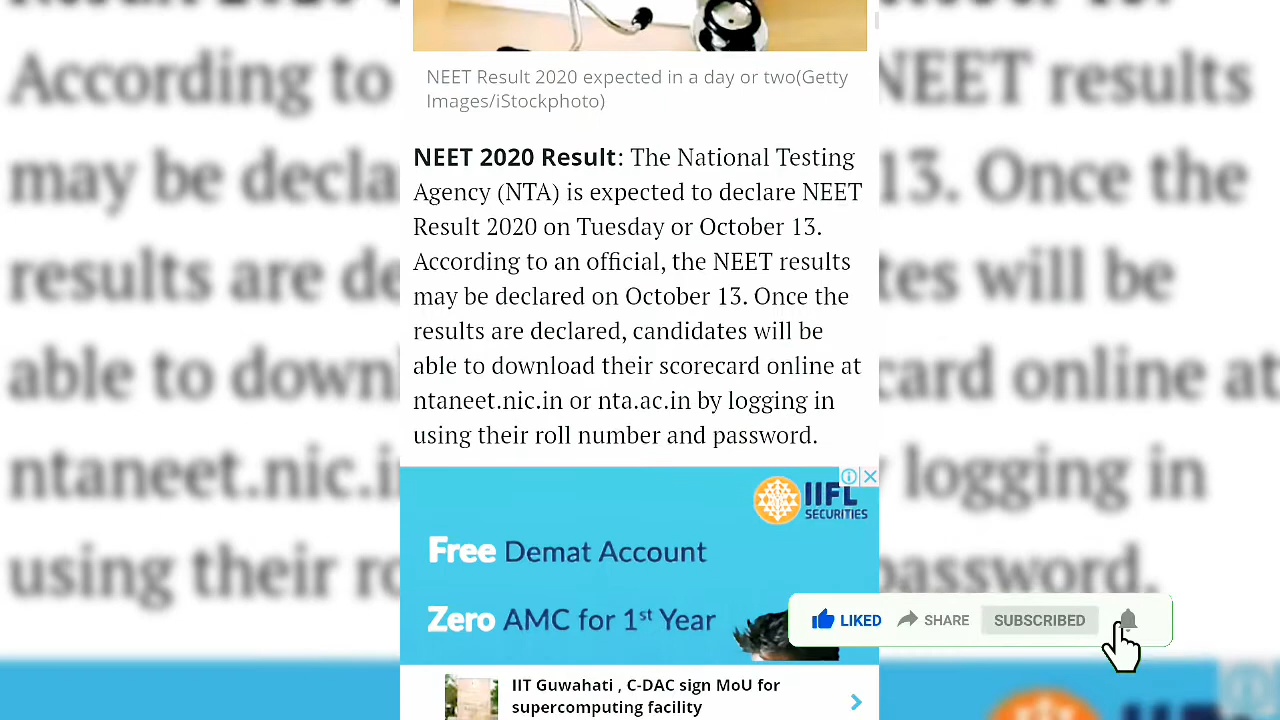 NEET Result 2020 expected in a day or two(Getty
Images/iStockphoto)
NEET 2020 Result: The National Testing
Agency (NTA) is expected to declare NEET
Result 2020 on Tuesday or October 13.
According to an official, the NEET results
may be declared on October 13. Once the
results are declared, candidates will be
able to download their scorecard online at
ntaneet.nic.in or nta.ac.in by logging in
using their roll number and password.
IIFL
SECURITIES
Free Demat Account
Zero AMC for 1st Year
LIKED SHARE SUBSCRIBED
IIT Guwahati , C-DAC sign MoU for
supercomputing facility